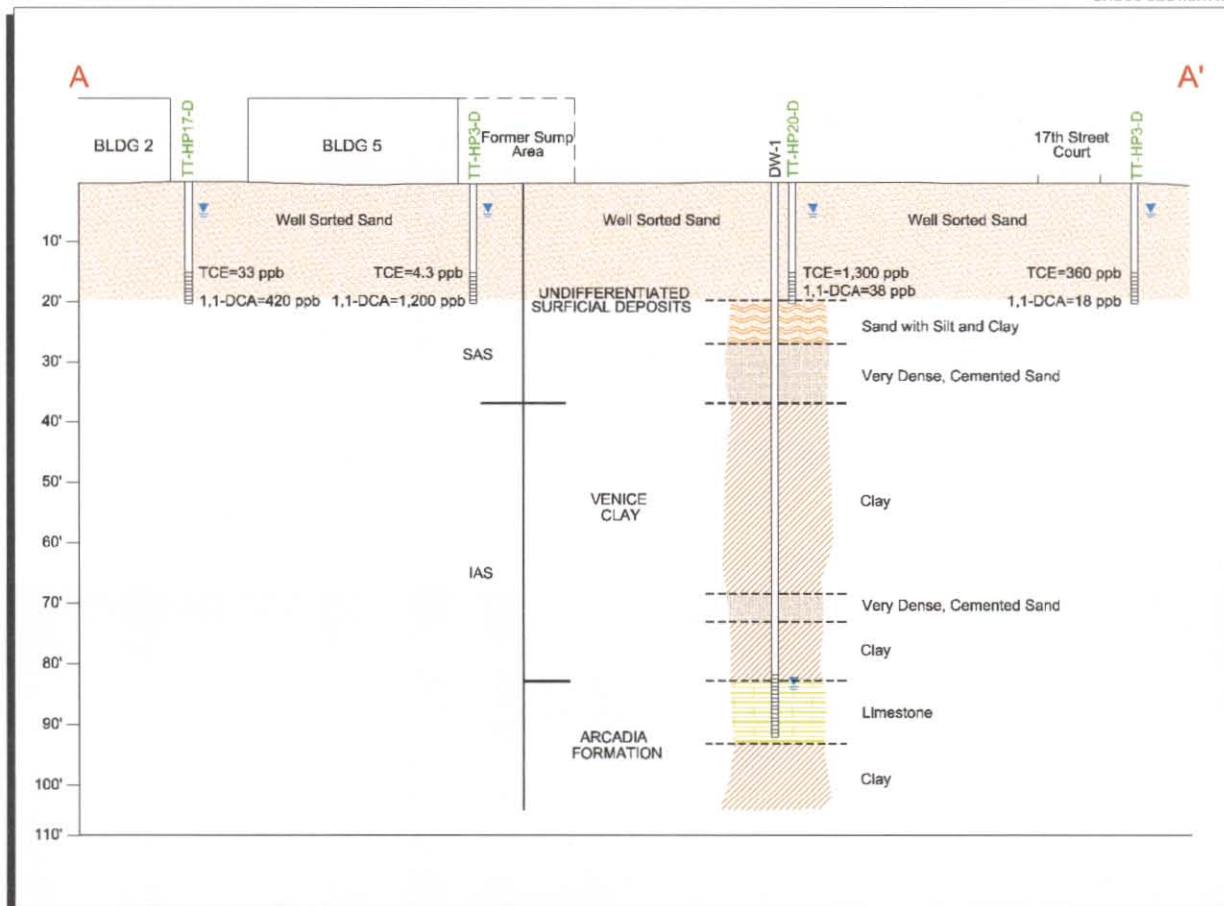 A
A'
BLDG 2
TT-HP17-D
BLDG 5
TT-HP3-D
Former Sump
Area
DW-1
TT-HP20-D
17th Street
Court
TT-HP3-D
Well Sorted Sand
Well Sorted Sand
Well Sorted Sand
10'
20'
30'
40'
50'
60'
70'
80'
90'
100'
110'
TCE=33 ppb
1,1-DCA=420 ppb
TCE=4.3 ppb
1,1-DCA=1,200 ppb
TCE=1,300 ppb
1,1-DCA=38 ppb
TCE=360 ppb
1,1-DCA=18 ppb
UNDIFFERENTIATED
SURFICIAL DEPOSITS
SAS
Sand with Silt and Clay
Very Dense, Cemented Sand
VENICE
CLAY
Clay
IAS
Very Dense, Cemented Sand
Clay
Limestone
ARCADIA
FORMATION
Clay